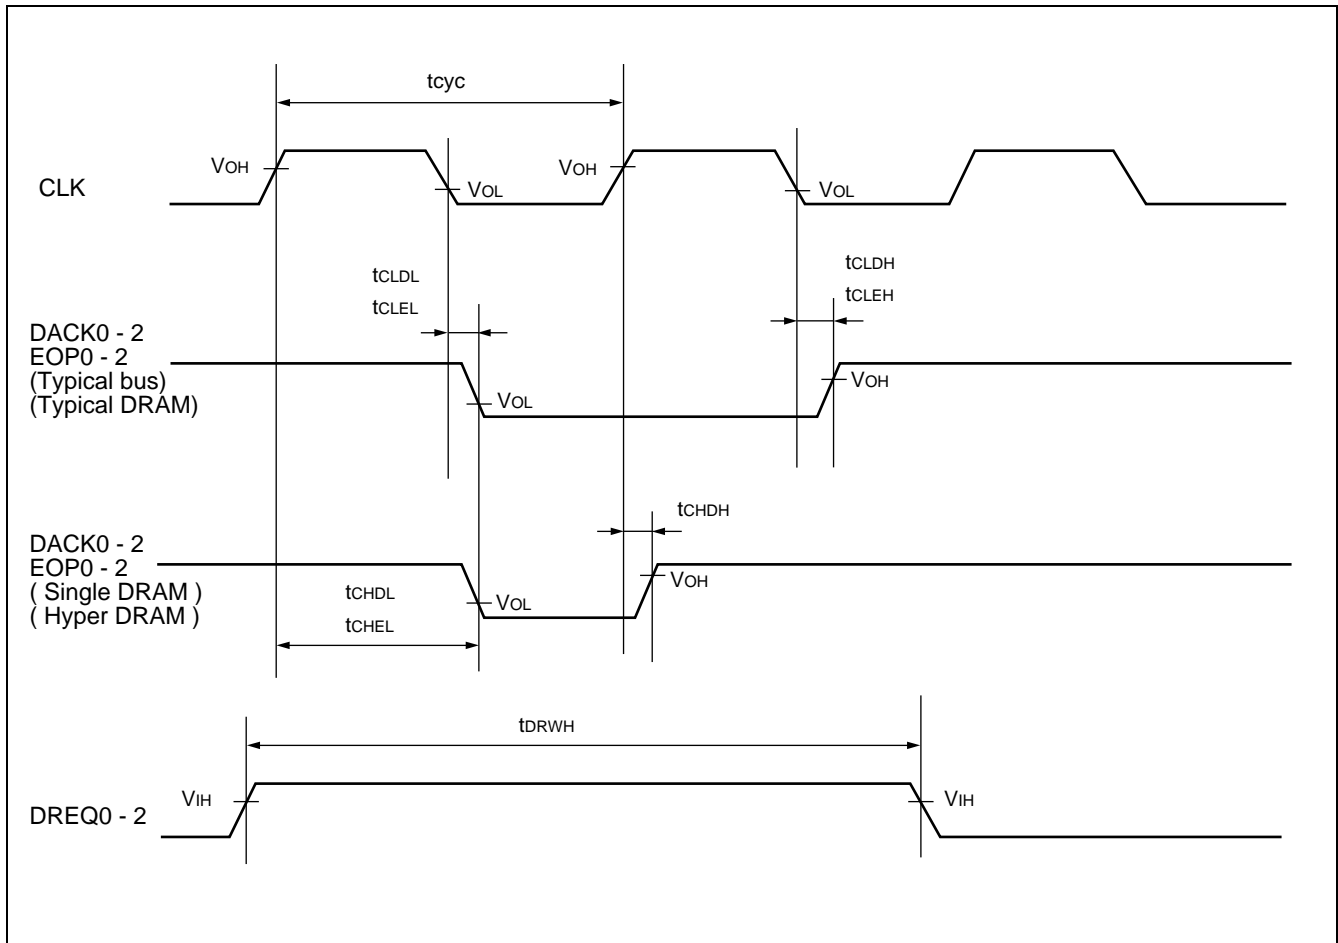 tcyc
VOH
VOH
CLK
VOL
VOL
tCLDL
tCLEL
tCLDH
tCLEH
DACK0 - 2
EOP0 - 2
(Typical bus)
(Typical DRAM)
VOL
VOH
tCHDH
DACK0 - 2
EOP0 - 2
( Single DRAM )
( Hyper DRAM )
tCHDL
tCHEL
VOL
VOH
tDRWH
VIH
VIH
DREQ0 - 2